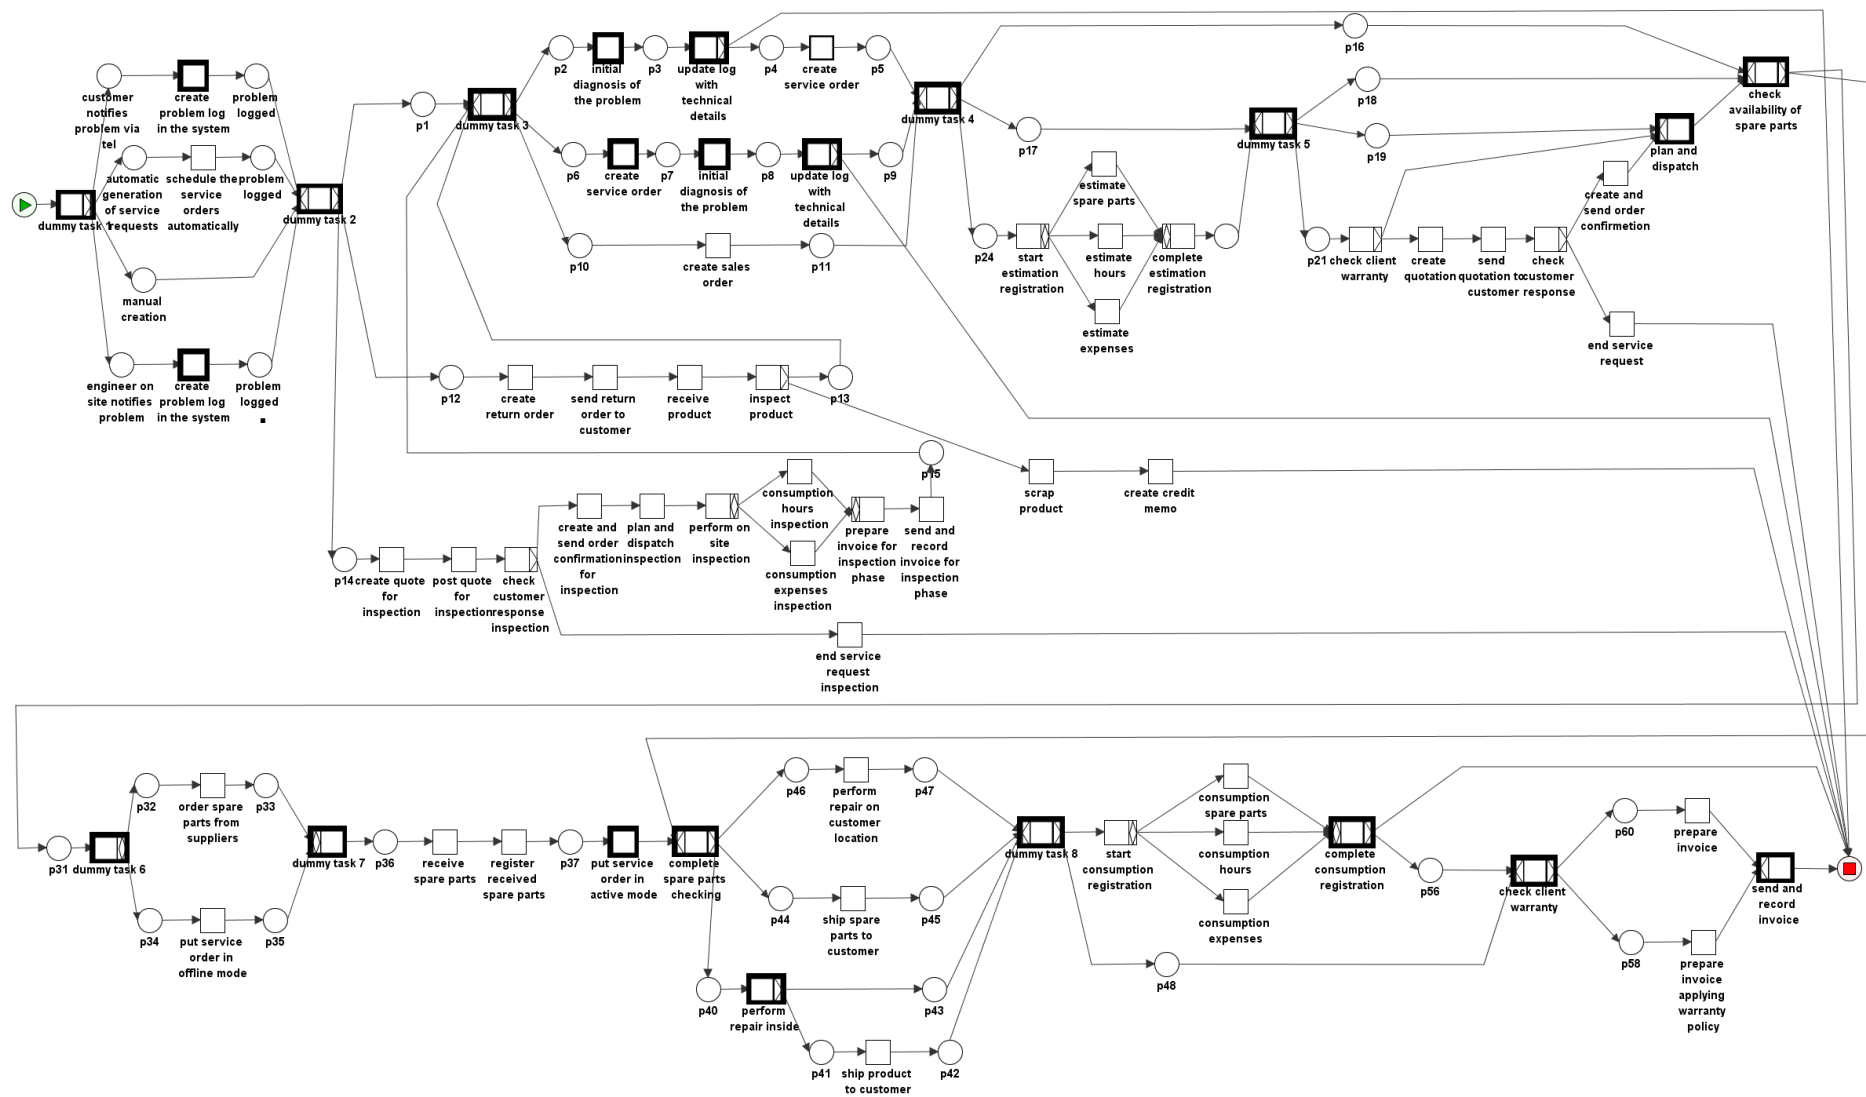 customer
notifies
problem via
tel
create
problem log
in the system
problem
logged
automatic
generation
of service
requests
schedule the
service
orders
automatically
problem
logged
dummy task 1
dummy task 2
manual
creation
engineer on
site notifies
problem
create
problem log
in the system
problem
logged
p1
dummy task 3
p2
initial
diagnosis of
the problem
p3
update log
with
technical
details
p4
create
service order
p5
p6
create
service order
p7
initial
diagnosis of
the problem
p8
update log
with
technical
details
p9
p10
create sales
order
p11
dummy task 4
p16
p17
dummy task 5
p18
p19
check
availability of
spare parts
plan and
dispatch
p24
start
estimation
registration
estimate
spare parts
estimate
hours
estimate
expenses
complete
estimation
registration
p21
check client
warranty
create
quotation
send
quotation to
customer
check
customer
response
create and
send order
confirmetion
end service
request
p12
create
return order
send return
order to
customer
receive
product
inspect
product
p13
scrap
product
create credit
memo
p14
create quote
for
inspection
post quote
for
inspection
check
customer
response
inspection
create and
send order
confirmation
for
inspection
plan and
dispatch
inspection
perform on
site
inspection
consumption
hours
inspection
consumption
expenses
inspection
prepare
invoice for
inspection
phase
send and
record
invoice for
inspection
phase
p15
end service
request
inspection
p31
dummy task 6
p32
order spare
parts from
suppliers
p33
p34
put service
order in
offline mode
p35
dummy task 7
p36
receive
spare parts
register
received
spare parts
p37
put service
order in
active mode
complete
spare parts
checking
p46
perform
repair on
customer
location
p47
p44
ship spare
parts to
customer
p45
p40
perform
repair inside
p43
p41
ship product
to customer
p42
dummy task 8
start
consumption
registration
consumption
spare parts
consumption
hours
consumption
expenses
complete
consumption
registration
p48
p56
check client
warranty
p60
prepare
invoice
p58
prepare
invoice
applying
warranty
policy
send and
record
invoice